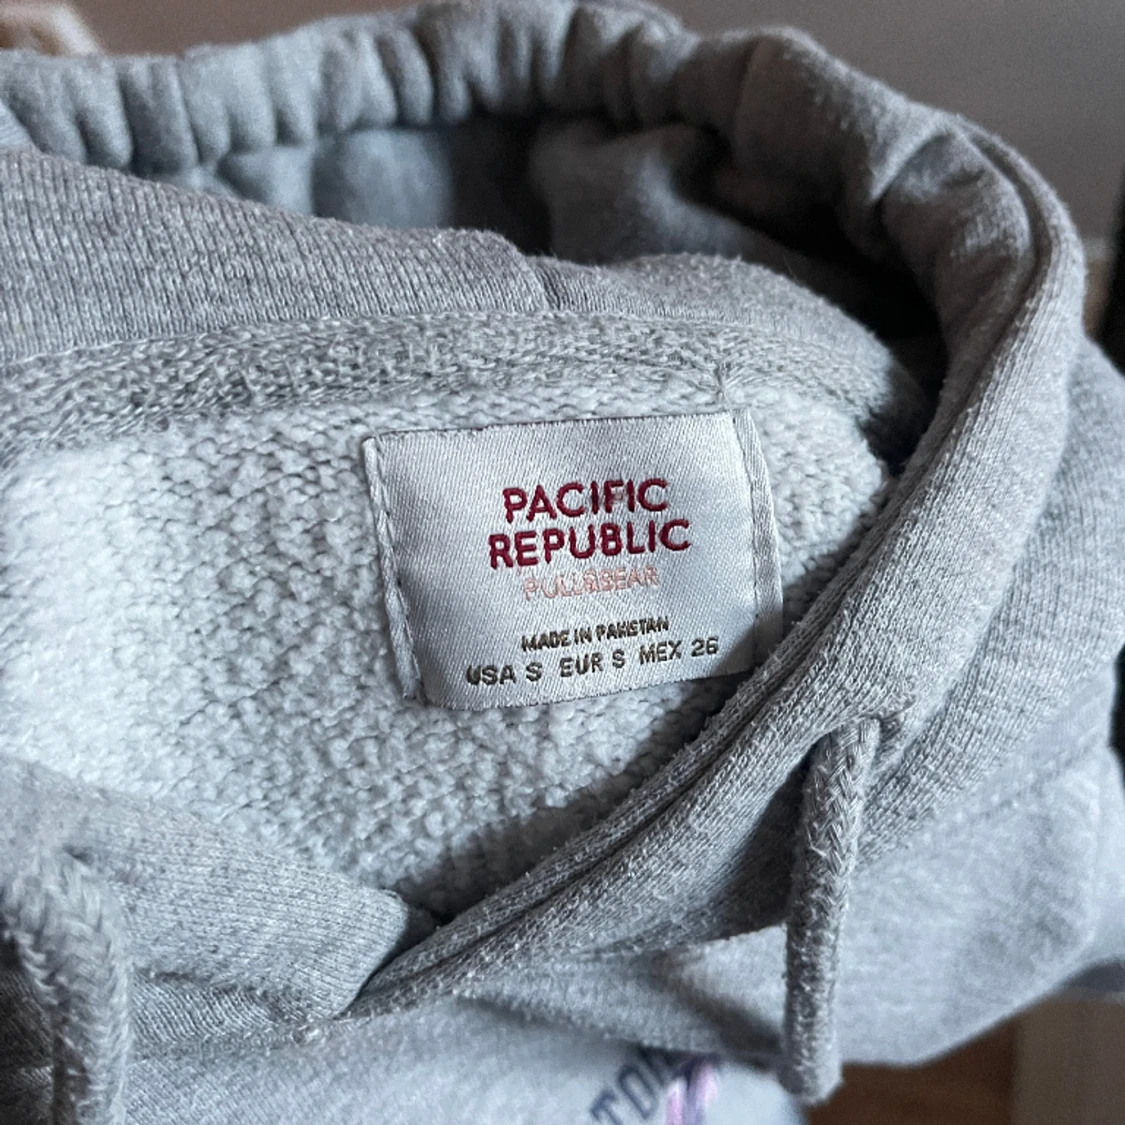 PACIFIC
REPUBLIC
PULL&BEAR
MADE IN PAKISTAN
USA S EUR S MEX 26